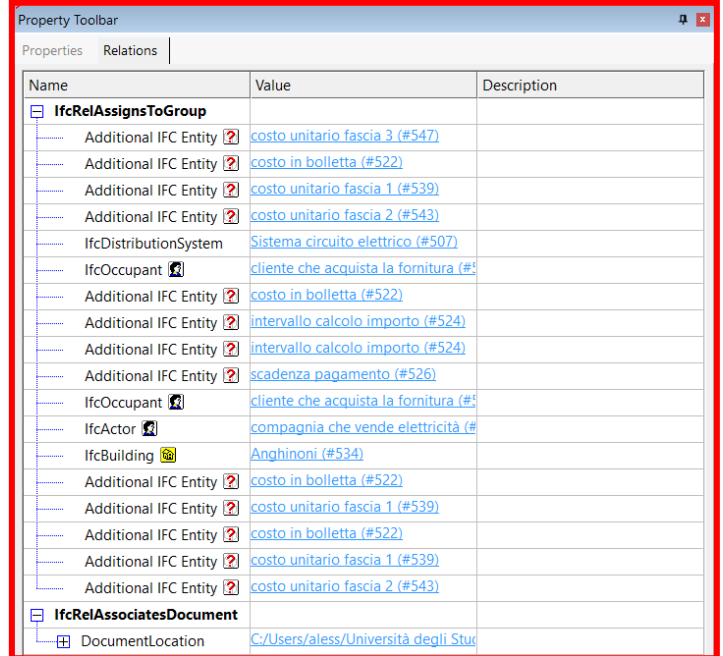 Property Toolbar
Properties Relations
Name Value Description
IfcRelAssignsToGroup
Additional IFC Entity costo unitario fascia 3 (#547)
Additional IFC Entity costo in bolletta (#522)
Additional IFC Entity costo unitario fascia 1 (#539)
Additional IFC Entity costo unitario fascia 2 (#543)
IfcDistributionSystem Sistema circuito elettrico (#507)
IfcOccupant cliente che acquista la fornitura (#5
Additional IFC Entity costo in bolletta (#522)
Additional IFC Entity intervallo calcolo importo (#524)
Additional IFC Entity intervallo calcolo importo (#524)
Additional IFC Entity scadenza pagamento (#526)
IfcOccupant cliente che acquista la fornitura (#5
IfcActor compagnia che vende elettricità (#
IfcBuilding Anghinoni (#534)
Additional IFC Entity costo in bolletta (#522)
Additional IFC Entity costo unitario fascia 1 (#539)
Additional IFC Entity costo in bolletta (#522)
Additional IFC Entity costo unitario fascia 1 (#539)
Additional IFC Entity costo unitario fascia 2 (#543)
IfcRelAssociatesDocument
DocumentLocation C:/Users/aless/Università degli Stud